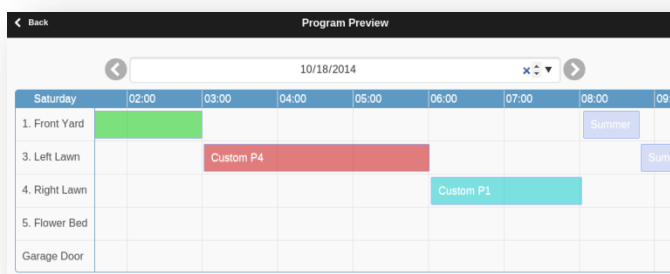 Back
Program Preview
10/18/2014
Saturday 02:00 03:00 04:00 05:00 06:00 07:00 08:00 09:
1. Front Yard Summer
3. Left Lawn Custom P4 Sum
4. Right Lawn Custom P1
5. Flower Bed
Garage Door